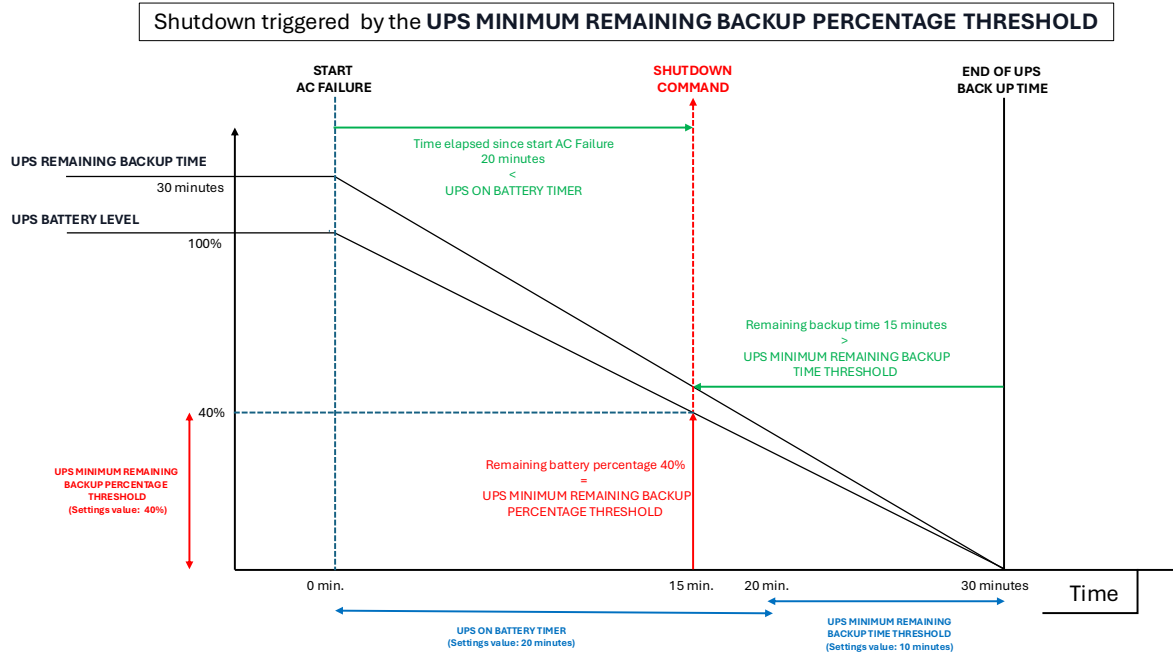 Shutdown triggered by the UPS MINIMUM REMAINING BACKUP PERCENTAGE THRESHOLD
START
AC FAILURE
SHUTDOWN
COMMAND
END OF UPS
BACK UP TIME
Time elapsed since start AC Failure
20 minutes
<
UPS ON BATTERY TIMER
UPS REMAINING BACKUP TIME
30 minutes
UPS BATTERY LEVEL
100%
Remaining backup time 15 minutes
>
UPS MINIMUM REMAINING BACKUP
TIME THRESHOLD
40%
UPS MINIMUM REMAINING
BACKUP PERCENTAGE
THRESHOLD
(Settings value: 40%)
Remaining battery percentage 40%
=
UPS MINIMUM REMAINING BACKUP
PERCENTAGE THRESHOLD
0 min.
15 min.
20 min.
30 minutes
Time
UPS ON BATTERY TIMER
(Settings value: 20 minutes)
UPS MINIMUM REMAINING
BACKUP TIME THRESHOLD
(Settings value: 10 minutes)